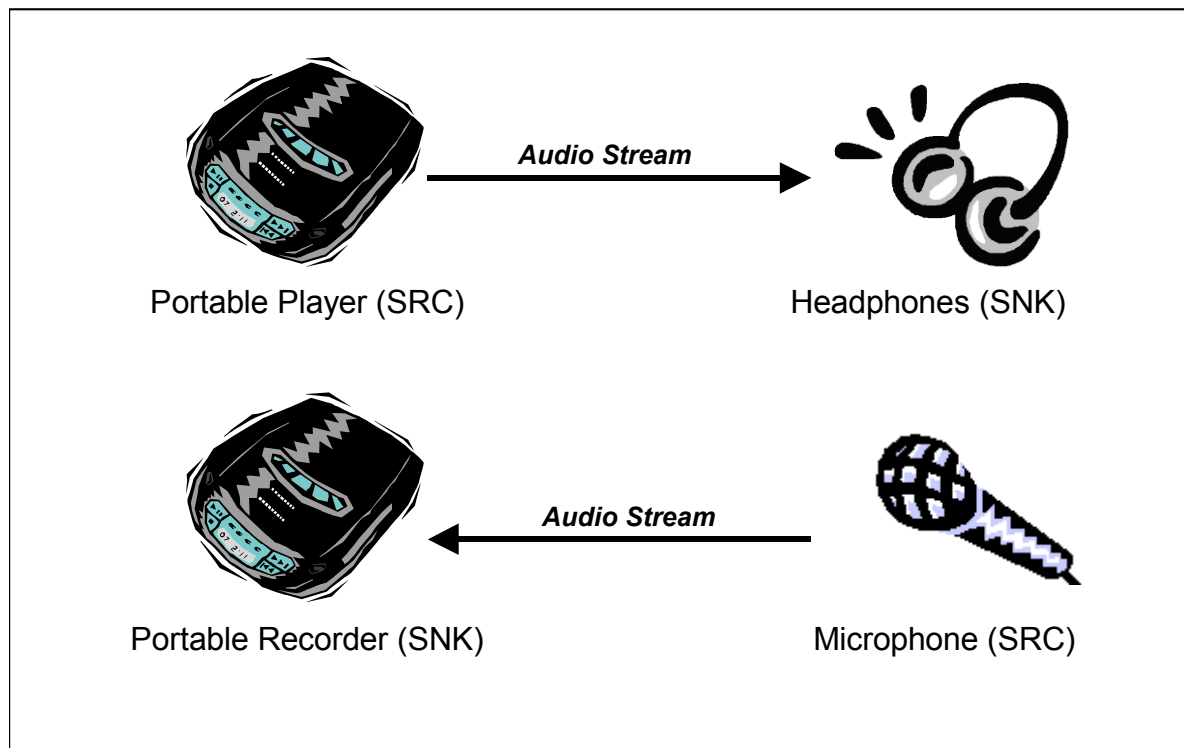 Audio Stream
Portable Player (SRC)
Headphones (SNK)
Audio Stream
Portable Recorder (SNK)
Microphone (SRC)